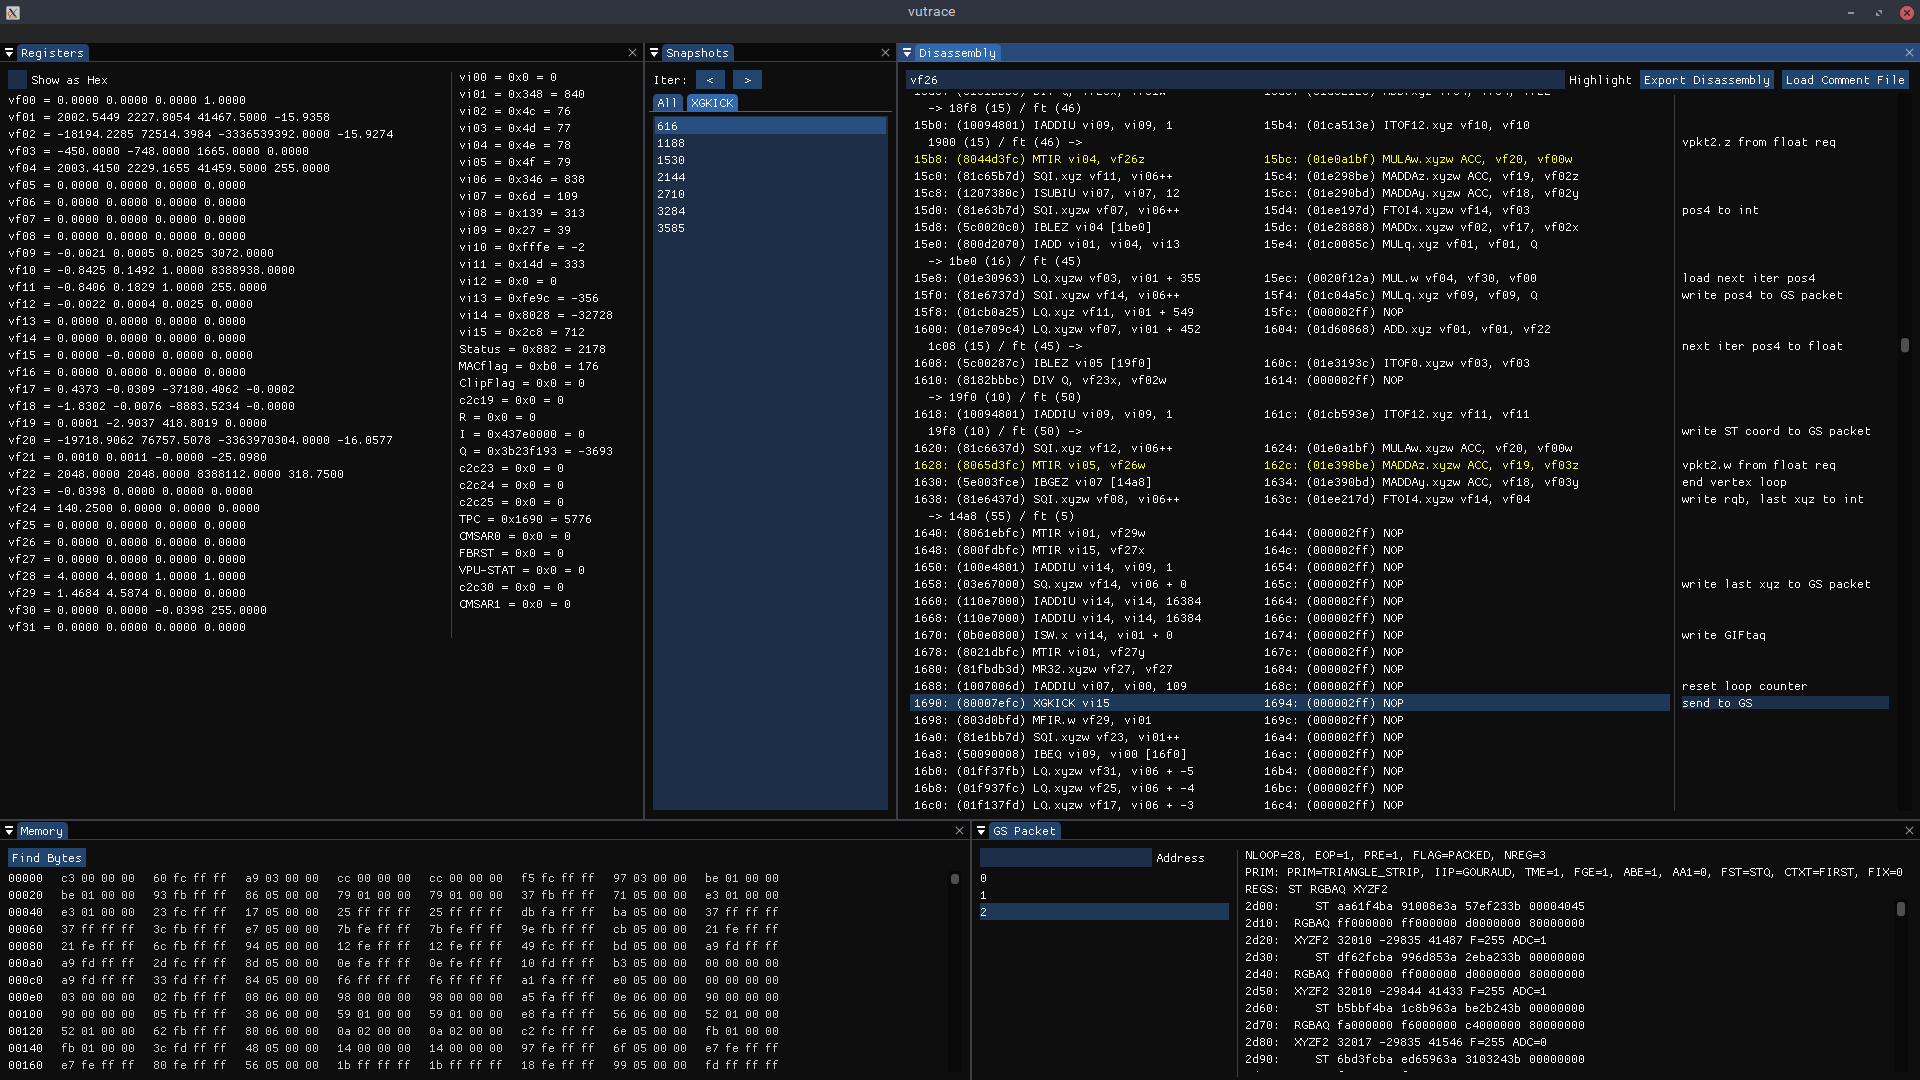 vutrace
Registers
Show as Hex
vf00 = 0.0000 0.0000 0.0000 1.0000
vf01 = 2002.5449 2227.8054 41467.5000 -15.9358
vf02 = -18194.2285 72514.3984 -3336539392.0000 -15.9274
vf03 = -450.0000 -748.0000 1665.0000 0.0000
vf04 = 2003.4150 2229.1655 41459.5000 255.0000
vf05 = 0.0000 0.0000 0.0000 0.0000
vf06 = 0.0000 0.0000 0.0000 0.0000
vf07 = 0.0000 0.0000 0.0000 0.0000
vf08 = 0.0000 0.0000 0.0000 0.0000
vf09 = -0.0021 0.0005 0.0025 3072.0000
vf10 = -0.8425 0.1492 1.0000 8388938.0000
vf11 = -0.8406 0.1829 1.0000 255.0000
vf12 = -0.0022 0.0004 0.0025 0.0000
vf13 = 0.0000 0.0000 0.0000 0.0000
vf14 = 0.0000 0.0000 0.0000 0.0000
vf15 = 0.0000 -0.0000 0.0000 0.0000
vf16 = 0.0000 0.0000 0.0000 0.0000
vf17 = 0.4373 -0.0309 -37180.4062 -0.0002
vf18 = -1.8302 -0.0076 -8883.5234 -0.0000
vf19 = 0.0001 -2.9037 418.8019 0.0000
vf20 = -19718.9062 76757.5078 -3363970304.0000 -16.0577
vf21 = 0.0010 0.0011 -0.0000 -25.0980
vf22 = 2048.0000 2048.0000 8388112.0000 318.7500
vf23 = -0.0398 0.0000 0.0000 0.0000
vf24 = 140.2500 0.0000 0.0000 0.0000
vf25 = 0.0000 0.0000 0.0000 0.0000
vf26 = 0.0000 0.0000 0.0000 0.0000
vf27 = 0.0000 0.0000 0.0000 0.0000
vf28 = 4.0000 4.0000 1.0000 1.0000
vf29 = 1.4684 4.5874 0.0000 0.0000
vf30 = 0.0000 0.0000 -0.0398 255.0000
vf31 = 0.0000 0.0000 0.0000 0.0000
vi00 = 0x0 = 0
vi01 = 0x348 = 840
vi02 = 0x4c = 76
vi03 = 0x4d = 77
vi04 = 0x4e = 78
vi05 = 0x4f = 79
vi06 = 0x346 = 838
vi07 = 0x6d = 109
vi08 = 0x139 = 313
vi09 = 0x27 = 39
vi10 = 0xfffe = -2
vi11 = 0x14d = 333
vi12 = 0x0 = 0
vi13 = 0xfe9c = -356
vi14 = 0x8028 = -32728
vi15 = 0x2c8 = 712
Status = 0x882 = 2178
MACflag = 0xb0 = 176
ClipFlag = 0x0 = 0
c2c19 = 0x0 = 0
R = 0x0 = 0
I = 0x437e0000 = 0
Q = 0x3b23f193 = -3693
c2c23 = 0x0 = 0
c2c24 = 0x0 = 0
c2c25 = 0x0 = 0
TPC = 0x1690 = 5776
CMSAR0 = 0x0 = 0
FBRST = 0x0 = 0
VPU-STAT = 0x0 = 0
c2c30 = 0x0 = 0
CMSAR1 = 0x0 = 0
Snapshots
Iter: < >
All XGKICK
616
1188
1530
2144
2710
3284
3585
Disassembly
vf26 Highlight Export Disassembly Load Comment File
-> 18f8 (15) / ft (46)
15b0: (10094801) IADDIU vi09, vi09, 1 15b4: (01ca513e) ITOF12.xyz vf10, vf10
1900 (15) / ft (46) -> vpkt2.z from float reg
15b8: (8044d3fc) MTIR vi04, vf26z 15bc: (01e0a1bf) MULAw.xyzw ACC, vf20, vf00w
15c0: (81c65b7d) SQI.xyz vf11, vi06++ 15c4: (01e298be) MADDAz.xyzw ACC, vf19, vf02z
15c8: (1207380c) ISUBIU vi07, vi07, 12 15cc: (01e290bd) MADDAy.xyzw ACC, vf18, vf02y
15d0: (81e63b7d) SQI.xyzw vf07, vi06++ 15d4: (01ee197d) FTOI4.xyzw vf14, vf03 pos4 to int
15d8: (5c0020c0) IBLEZ vi04 [1be0] 15dc: (01e28888) MADDx.xyzw vf02, vf17, vf02x
15e0: (800d2070) IADD vi01, vi04, vi13 15e4: (01c0085c) MULq.xyz vf01, vf01, Q
-> 1be0 (16) / ft (45)
15e8: (01e30963) LQ.xyzw vf03, vi01 + 355 15ec: (0020f12a) MUL.w vf04, vf30, vf00 load next iter pos4
15f0: (81e6737d) SQI.xyzw vf14, vi06++ 15f4: (01c04a5c) MULq.xyz vf09, vf09, Q write pos4 to GS packet
15f8: (01cb0a25) LQ.xyz vf11, vi01 + 549 15fc: (000002ff) NOP
1600: (01e709c4) LQ.xyzw vf07, vi01 + 452 1604: (01d60868) ADD.xyz vf01, vf01, vf22
1c08 (15) / ft (45) -> next iter pos4 to float
1608: (5c00287c) IBLEZ vi05 [19f0] 160c: (01e3193c) ITOF0.xyzw vf03, vf03
1610: (8182bbbc) DIV Q, vf23x, vf02w 1614: (000002ff) NOP
-> 19f0 (10) / ft (50)
1618: (10094801) IADDIU vi09, vi09, 1 161c: (01cb593e) ITOF12.xyz vf11, vf11
19f8 (10) / ft (50) -> write ST coord to GS packet
1620: (81c6637d) SQI.xyz vf12, vi06++ 1624: (01e0a1bf) MULAw.xyzw ACC, vf20, vf00w
1628: (8065d3fc) MTIR vi05, vf26w 162c: (01e398be) MADDAz.xyzw ACC, vf19, vf03z vpkt2.w from float reg
1630: (5e003fce) IBGEZ vi07 [14a8] 1634: (01e390bd) MADDAy.xyzw ACC, vf18, vf03y end vertex loop
1638: (81e6437d) SQI.xyzw vf08, vi06++ 163c: (01ee217d) FTOI4.xyzw vf14, vf04 write rgb, last xyz to int
-> 14a8 (55) / ft (5)
1640: (8061ebfc) MTIR vi01, vf29w 1644: (000002ff) NOP
1648: (800fdbfc) MTIR vi15, vf27x 164c: (000002ff) NOP
1650: (100e4801) IADDIU vi14, vi09, 1 1654: (000002ff) NOP
1658: (03e67000) SQ.xyzw vf14, vi06 + 0 165c: (000002ff) NOP write last xyz to GS packet
1660: (110e7000) IADDIU vi14, vi14, 16384 1664: (000002ff) NOP
1668: (110e7000) IADDIU vi14, vi14, 16384 166c: (000002ff) NOP
1670: (0b0e0800) ISW.x vi14, vi01 + 0 1674: (000002ff) NOP write GIFtag
1678: (8021dbfc) MTIR vi01, vf27y 167c: (000002ff) NOP
1680: (81fbdb3d) MR32.xyzw vf27, vf27 1684: (000002ff) NOP
1688: (1007006d) IADDIU vi07, vi00, 109 168c: (000002ff) NOP reset loop counter
1690: (80007efc) XGKICK vi15 1694: (000002ff) NOP send to GS
1698: (803d0bfd) MFIR.w vf29, vi01 169c: (000002ff) NOP
16a0: (81e1bb7d) SQI.xyzw vf23, vi01++ 16a4: (000002ff) NOP
16a8: (50090008) IBEQ vi09, vi00 [16f0] 16ac: (000002ff) NOP
16b0: (01ff37fb) LQ.xyzw vf31, vi06 + -5 16b4: (000002ff) NOP
16b8: (01f937fc) LQ.xyzw vf25, vi06 + -4 16bc: (000002ff) NOP
16c0: (01f137fd) LQ.xyzw vf17, vi06 + -3 16c4: (000002ff) NOP
Memory
Find Bytes
00000 c3 00 00 00 60 fc ff ff a9 03 00 00 cc 00 00 00 cc 00 00 00 f5 fc ff ff 97 03 00 00 be 01 00 00
00020 be 01 00 00 93 fb ff ff 86 05 00 00 79 01 00 00 79 01 00 00 37 fb ff ff 71 05 00 00 e3 01 00 00
00040 e3 01 00 00 23 fc ff ff 17 05 00 00 25 ff ff ff 25 ff ff ff db fa ff ff ba 05 00 00 37 ff ff ff
00060 37 ff ff ff 3c fb ff ff e7 05 00 00 7b fe ff ff 7b fe ff ff 9e fb ff ff cb 05 00 00 21 fe ff ff
00080 21 fe ff ff 6c fb ff ff 94 05 00 00 12 fe ff ff 12 fe ff ff 49 fc ff ff bd 05 00 00 a9 fd ff ff
000a0 a9 fd ff ff 2d fc ff ff 8d 05 00 00 0e fe ff ff 0e fe ff ff 10 fd ff ff b3 05 00 00 00 00 00 00
000c0 a9 fd ff ff 33 fd ff ff 84 05 00 00 f6 ff ff ff f6 ff ff ff a1 fa ff ff e0 05 00 00 00 00 00 00
000e0 03 00 00 00 02 fb ff ff 08 06 00 00 98 00 00 00 98 00 00 00 a5 fa ff ff 0e 06 00 00 90 00 00 00
00100 90 00 00 00 05 fb ff ff 38 06 00 00 59 01 00 00 59 01 00 00 e8 fa ff ff 56 06 00 00 52 01 00 00
00120 52 01 00 00 62 fb ff ff 80 06 00 00 0a 02 00 00 0a 02 00 00 c2 fc ff ff 6e 05 00 00 fb 01 00 00
00140 fb 01 00 00 3c fd ff ff 48 05 00 00 14 00 00 00 14 00 00 00 97 fe ff ff 6f 05 00 00 e7 fe ff ff
00160 e7 fe ff ff 80 fe ff ff 56 05 00 00 1b ff ff ff 1b ff ff ff 18 fe ff ff 99 05 00 00 fd ff ff ff
GS Packet
Address
0
1
2
NLOOP=28, EOP=1, PRE=1, FLAG=PACKED, NREG=3
PRIM: PRIM=TRIANGLE_STRIP, IIP=GOURAUD, TME=1, FGE=1, ABE=1, AA1=0, FST=STQ, CTXT=FIRST, FIX=0
REGS: ST RGBAQ XYZF2
2d00: ST aa61f4ba 91008e3a 57ef233b 00004045
2d10: RGBAQ ff000000 ff000000 d0000000 80000000
2d20: XYZF2 32010 -29835 41487 F=255 ADC=1
2d30: ST df62fcba 996d853a 2eba233b 00000000
2d40: RGBAQ ff000000 ff000000 d0000000 80000000
2d50: XYZF2 32010 -29844 41433 F=255 ADC=1
2d60: ST b5bbf4ba 1c8b963a be2b243b 00000000
2d70: RGBAQ fa000000 f6000000 c4000000 80000000
2d80: XYZF2 32017 -29835 41546 F=255 ADC=0
2d90: ST 6bd3fcba ed65963a 3103243b 00000000